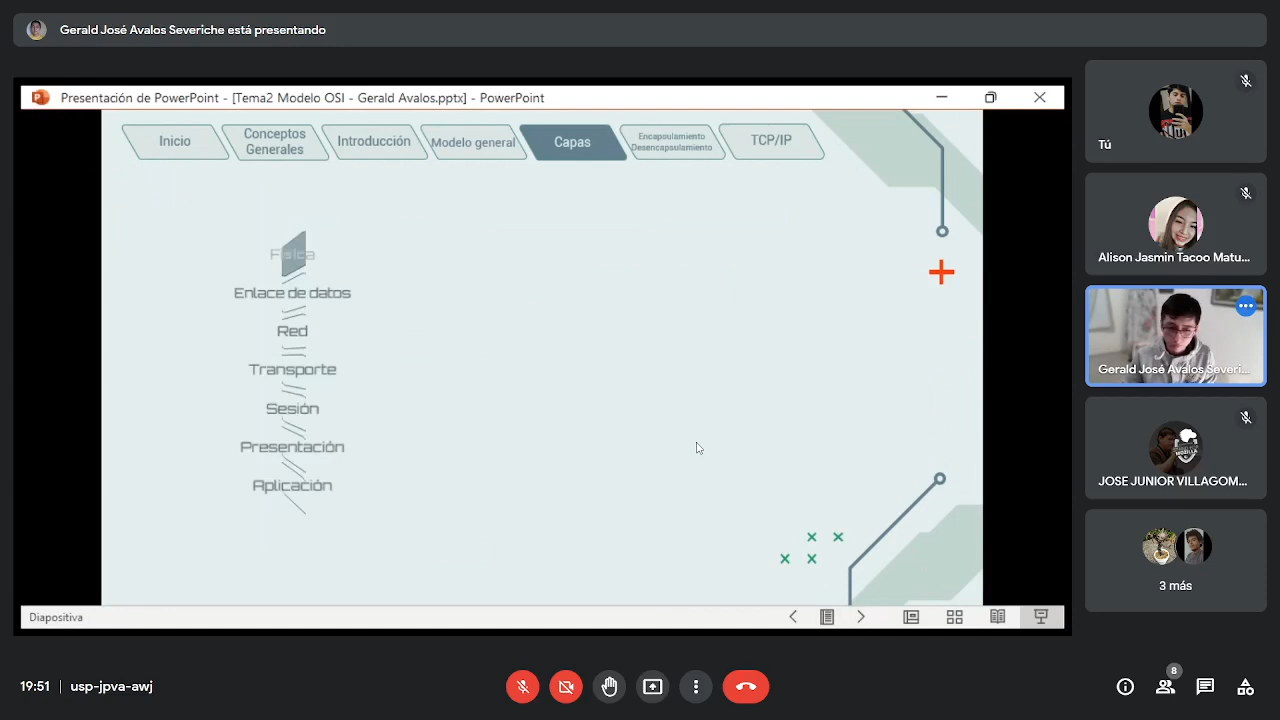 Gerald José Avalos Severiche está presentando
Presentación de PowerPoint - [Tema2 Modelo OSI - Gerald Avalos.pptx] - PowerPoint
Inicio
Conceptos
Generales
Introducción
Modelo general
Capas
Encapsulamiento
Desencapsulamiento
TCP/IP
Física
Enlace de datos
Red
Transporte
Sesión
Presentación
Aplicación
Diapositiva
Tú
Alison Jasmin Tacoo Matu...
Gerald José Avalos Severi...
MOZILLA
JOSE JUNIOR VILLAGOM...
3 más
19:51 | usp-jpva-awj
8